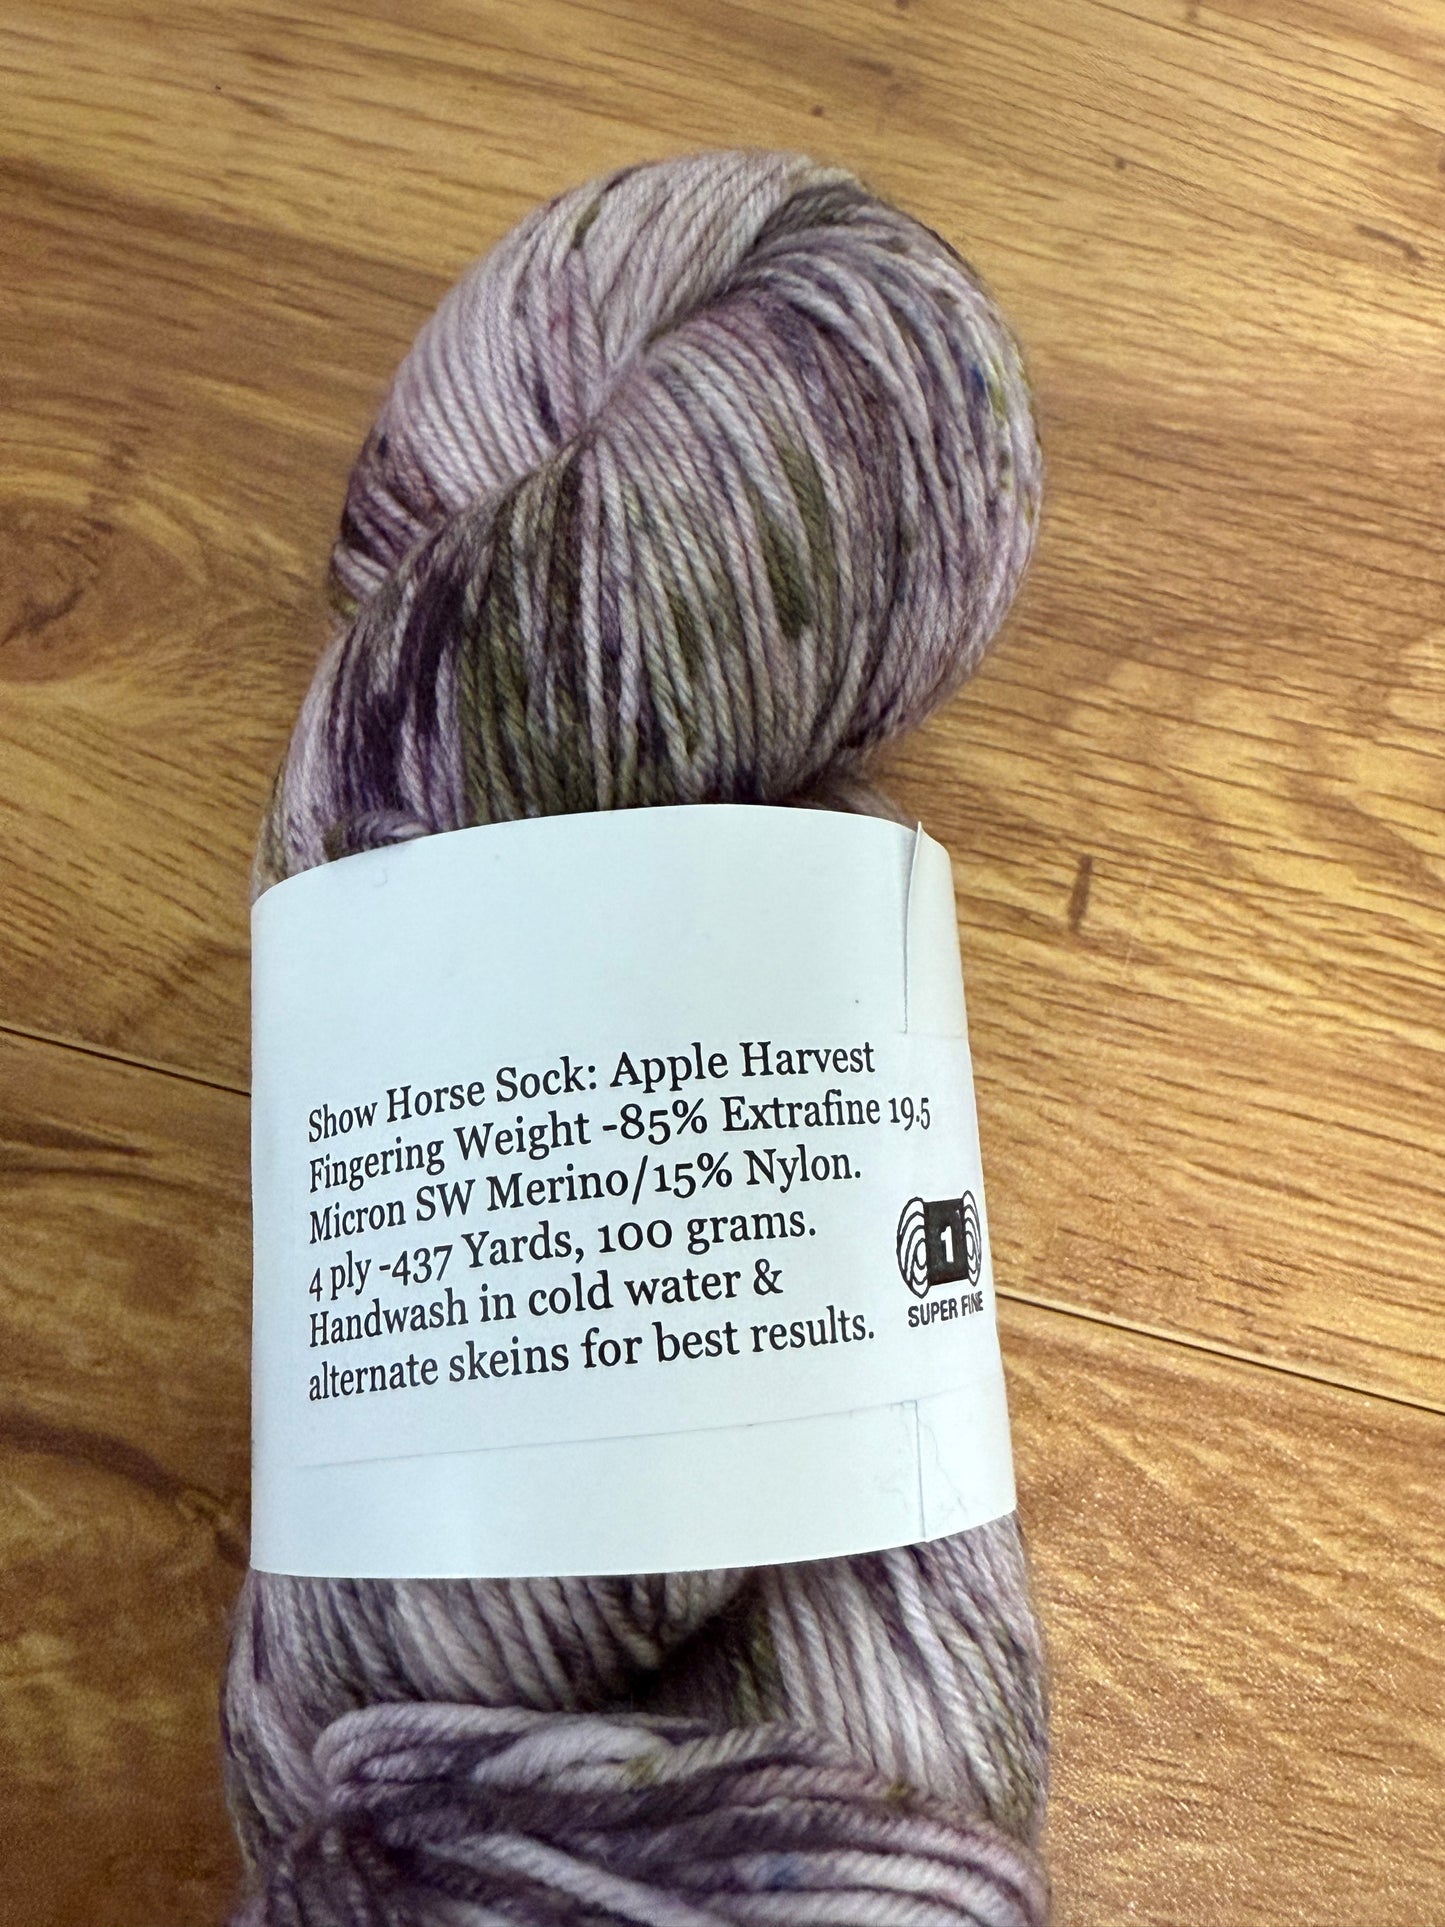 Show Horse Sock: Apple Harvest
Fingering Weight -85% Extrafine 19.5
Micron SW Merino/15% Nylon.
4 ply -437 Yards, 100 grams.
Handwash in cold water &
alternate skeins for best results.
1
SUPER FINE